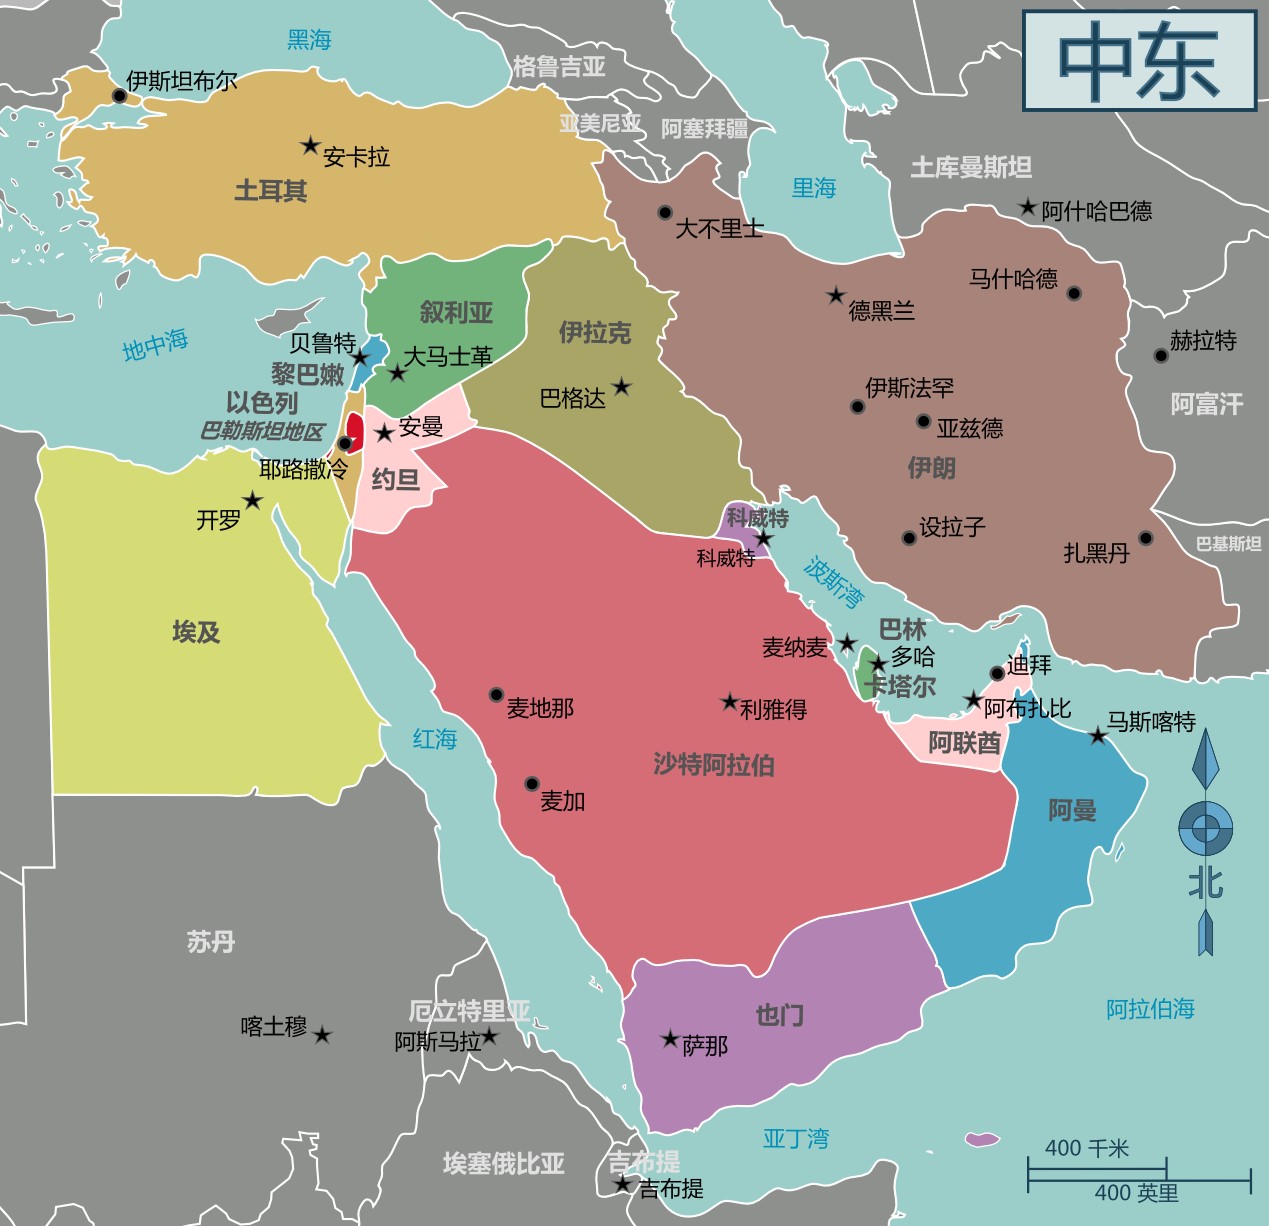 中东
黑海
格鲁吉亚
伊斯坦布尔
亚美尼亚
阿塞拜疆
安卡拉
土耳其
里海
土库曼斯坦
阿什哈巴德
大不里士
马什哈德
德黑兰
叙利亚
伊拉克
地中海
贝鲁特
大马士革
赫拉特
黎巴嫩
巴格达
伊斯法罕
以色列
阿富汗
巴勒斯坦地区
安曼
亚兹德
耶路撒冷
约旦
伊朗
开罗
科威特
设拉子
科威特
扎黑丹
巴基斯坦
波斯湾
埃及
巴林
麦纳麦
多哈
迪拜
卡塔尔
麦地那
利雅得
阿布扎比
马斯喀特
红海
阿联酋
沙特阿拉伯
麦加
阿曼
北
苏丹
厄立特里亚
也门
阿拉伯海
喀土穆
阿斯马拉
萨那
亚丁湾
400 千米
埃塞俄比亚
吉布提
吉布提
400 英里